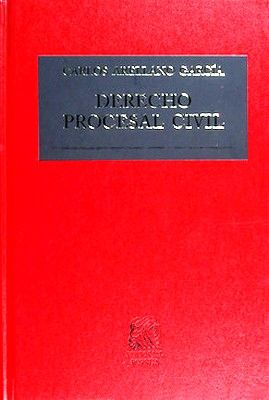 CARLOS ARELLANO GARCÍA
DERECHO
PROCESAL CIVIL